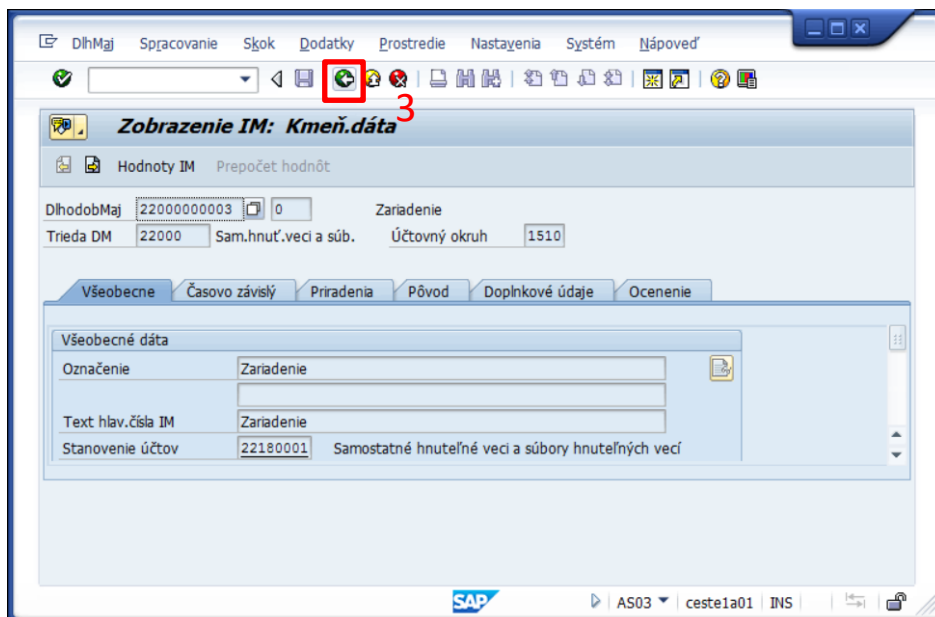 DlhMaj Spracovanie Skok Dodatky Prostredie Nastavenia Systém Nápoveď
3
Zobrazenie IM: Kmeň.dáta
Hodnoty IM Prepočet hodnôt
DlhodobMaj 22000000003 0 Zariadenie
Trieda DM 22000 Sam.hnuť.veci a súb. Účtovný okruh 1510
Všeobecne Časovo závislý Priradenia Pôvod Doplnkové údaje Ocenenie
Všeobecné dáta
Označenie Zariadenie
Text hlav.čísla IM Zariadenie
Stanovenie účtov 22180001 Samostatné hnuteľné veci a súbory hnuteľných vecí
SAP AS03 ceste1a01 INS